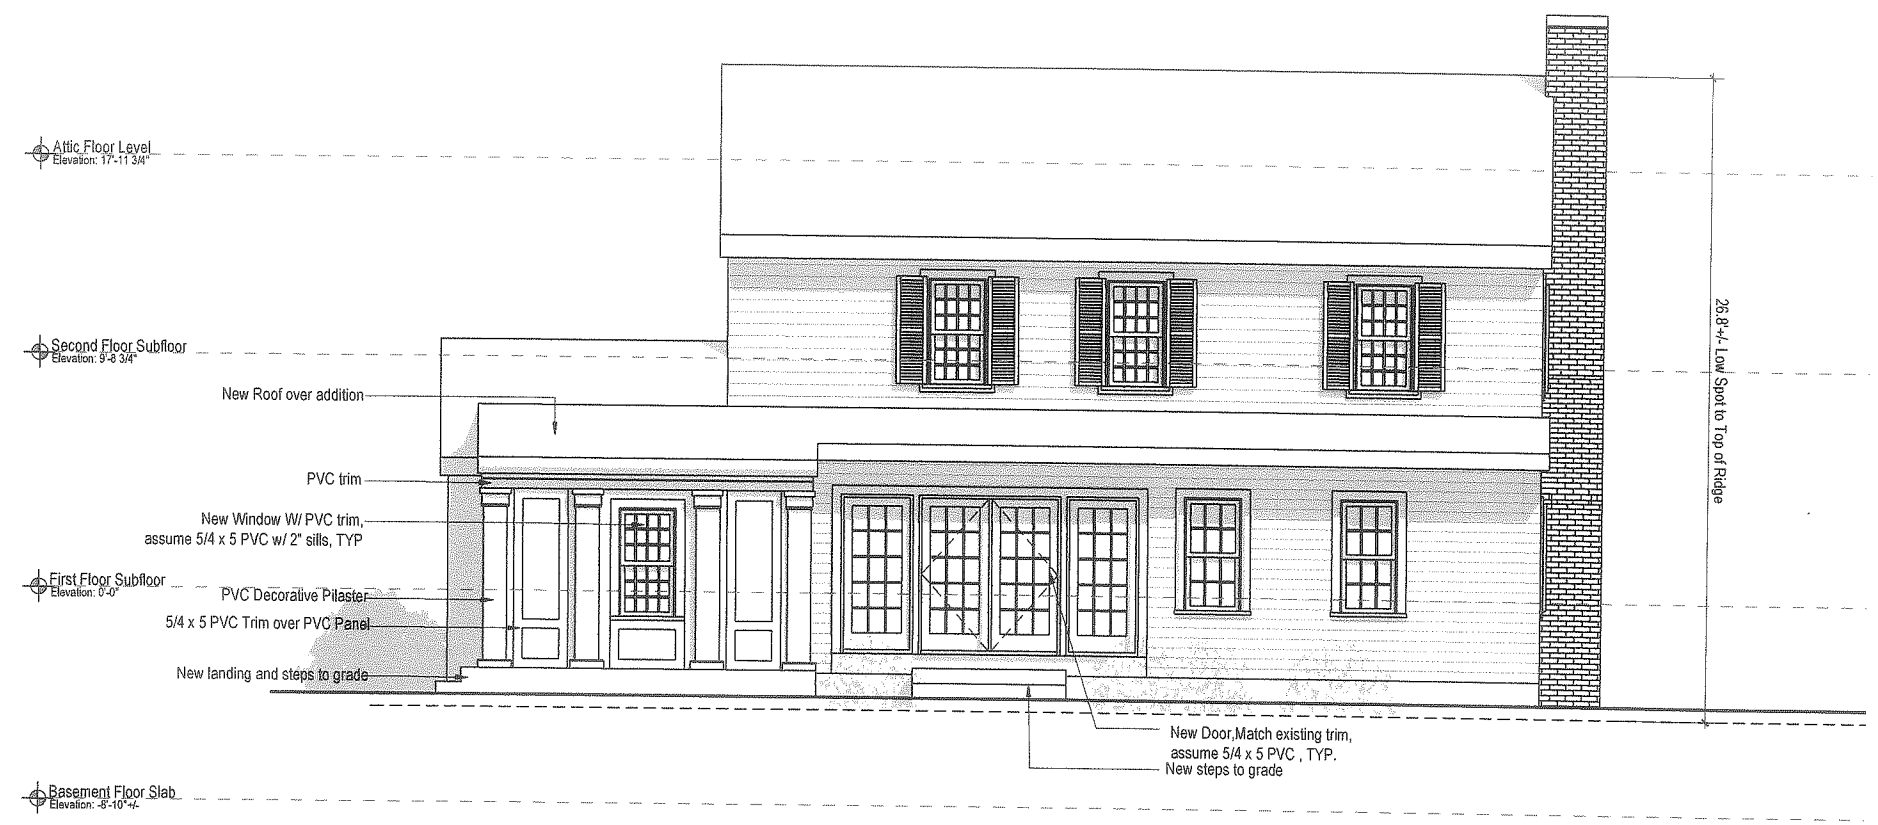 Attic Floor Level
Elevation: 17'-11 3/4"
Second Floor Subfloor
Elevation: 9'-8 3/4"
New Roof over addition
PVC trim
New Window W/ PVC trim,
assume 5/4 x 5 PVC w/ 2" sills, TYP
First Floor Subfloor
Elevation: 0'-0"
PVC Decorative Pilaster
5/4 x 5 PVC Trim over PVC Panel
New landing and steps to grade
26.8'+/- Low Spot to Top of Ridge
New Door,Match existing trim,
assume 5/4 x 5 PVC , TYP.
New steps to grade
Basement Floor Slab
Elevation: -8'-10"+/-